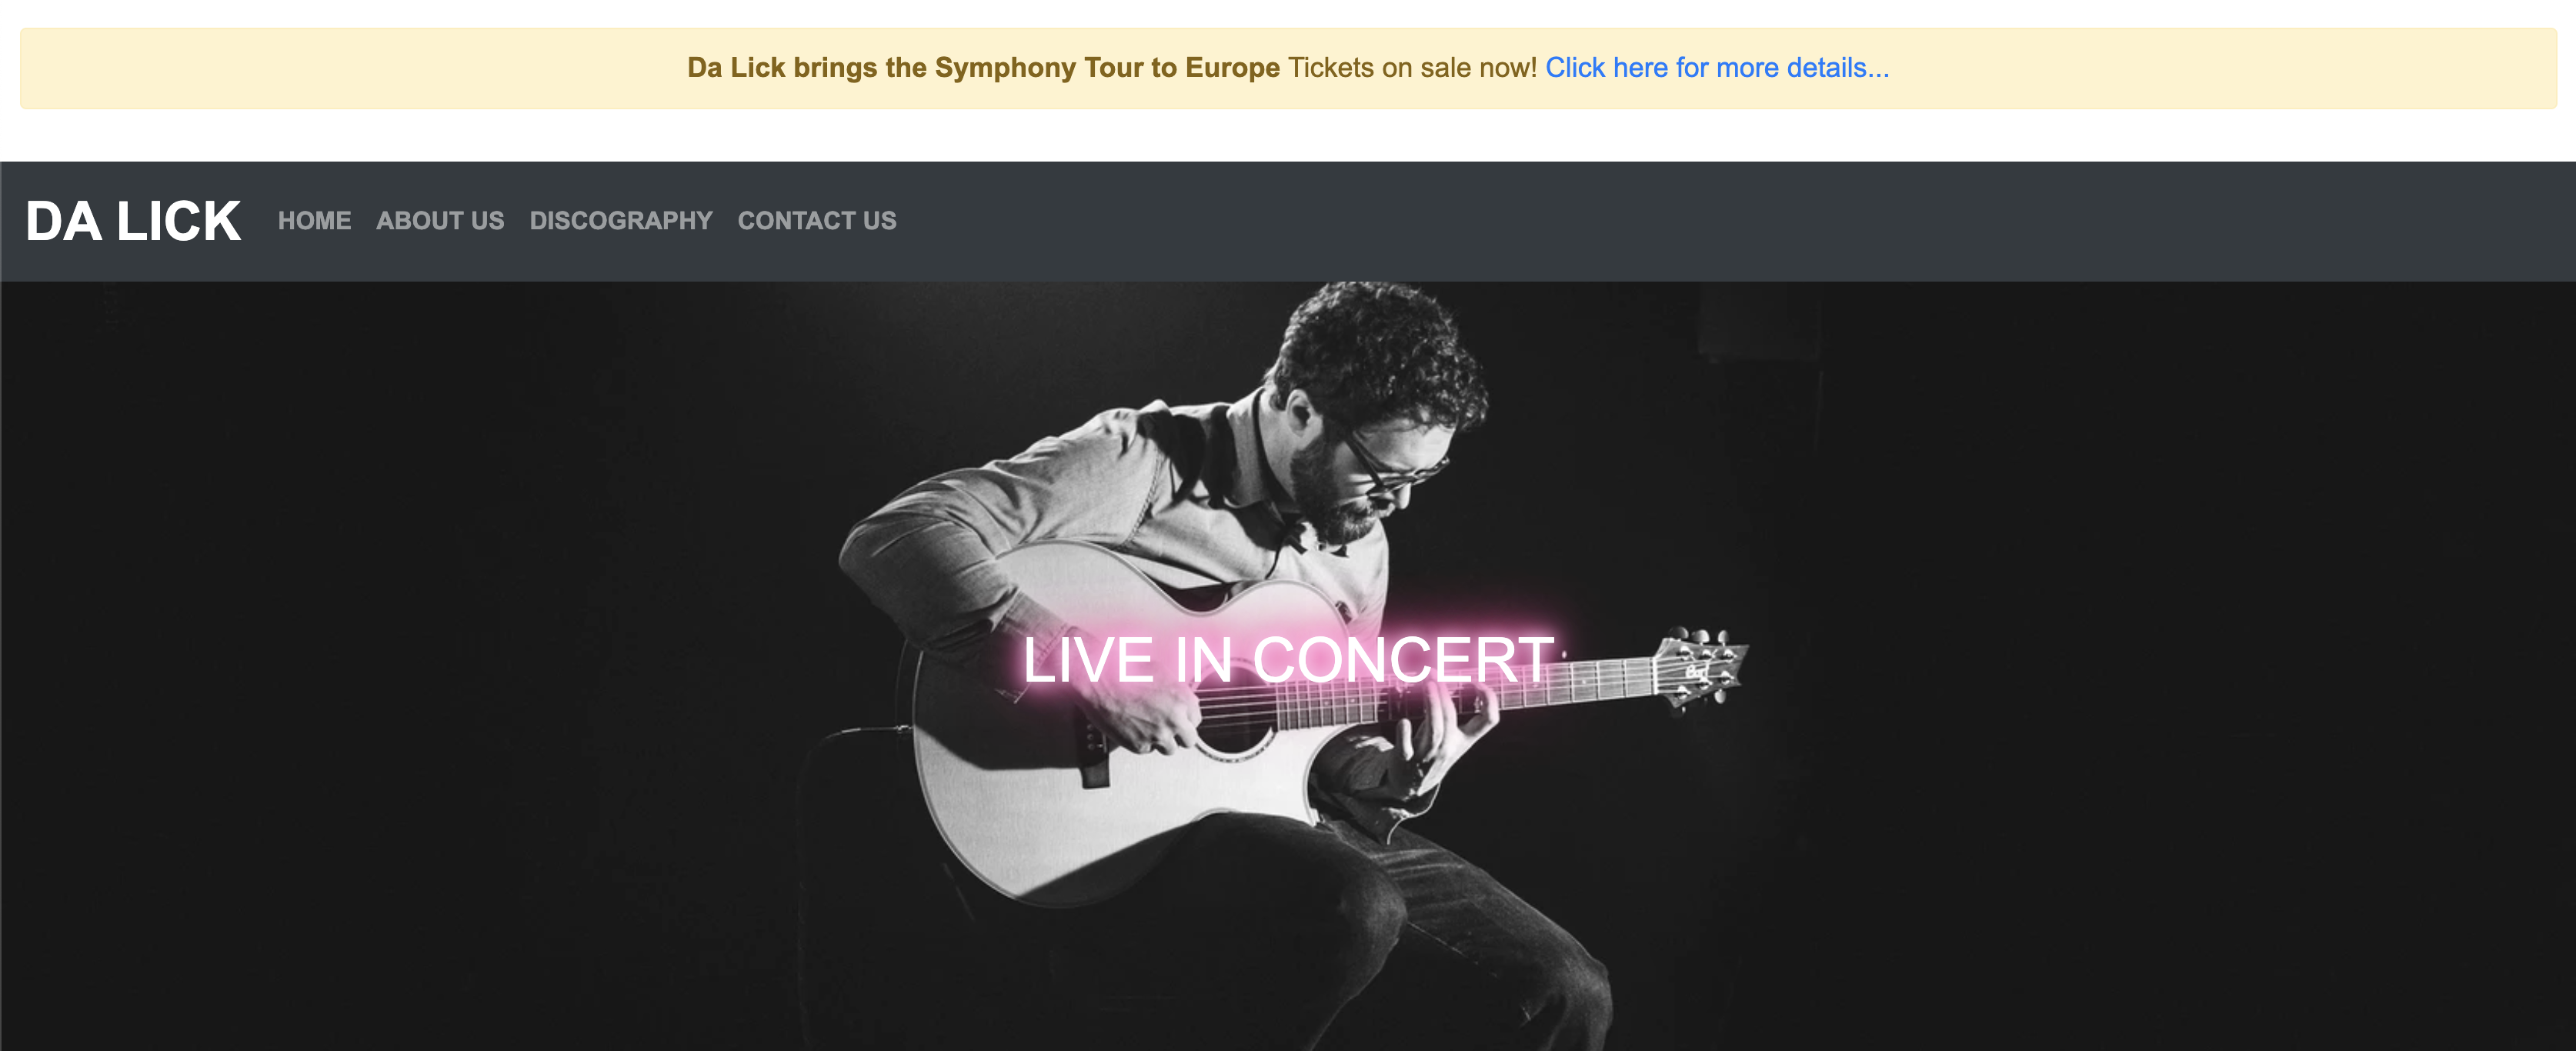 Da Lick brings the Symphony Tour to Europe Tickets on sale now! Click here for more details...
DA LICK HOME ABOUT US DISCOGRAPHY CONTACT US
LIVE IN CONCERT